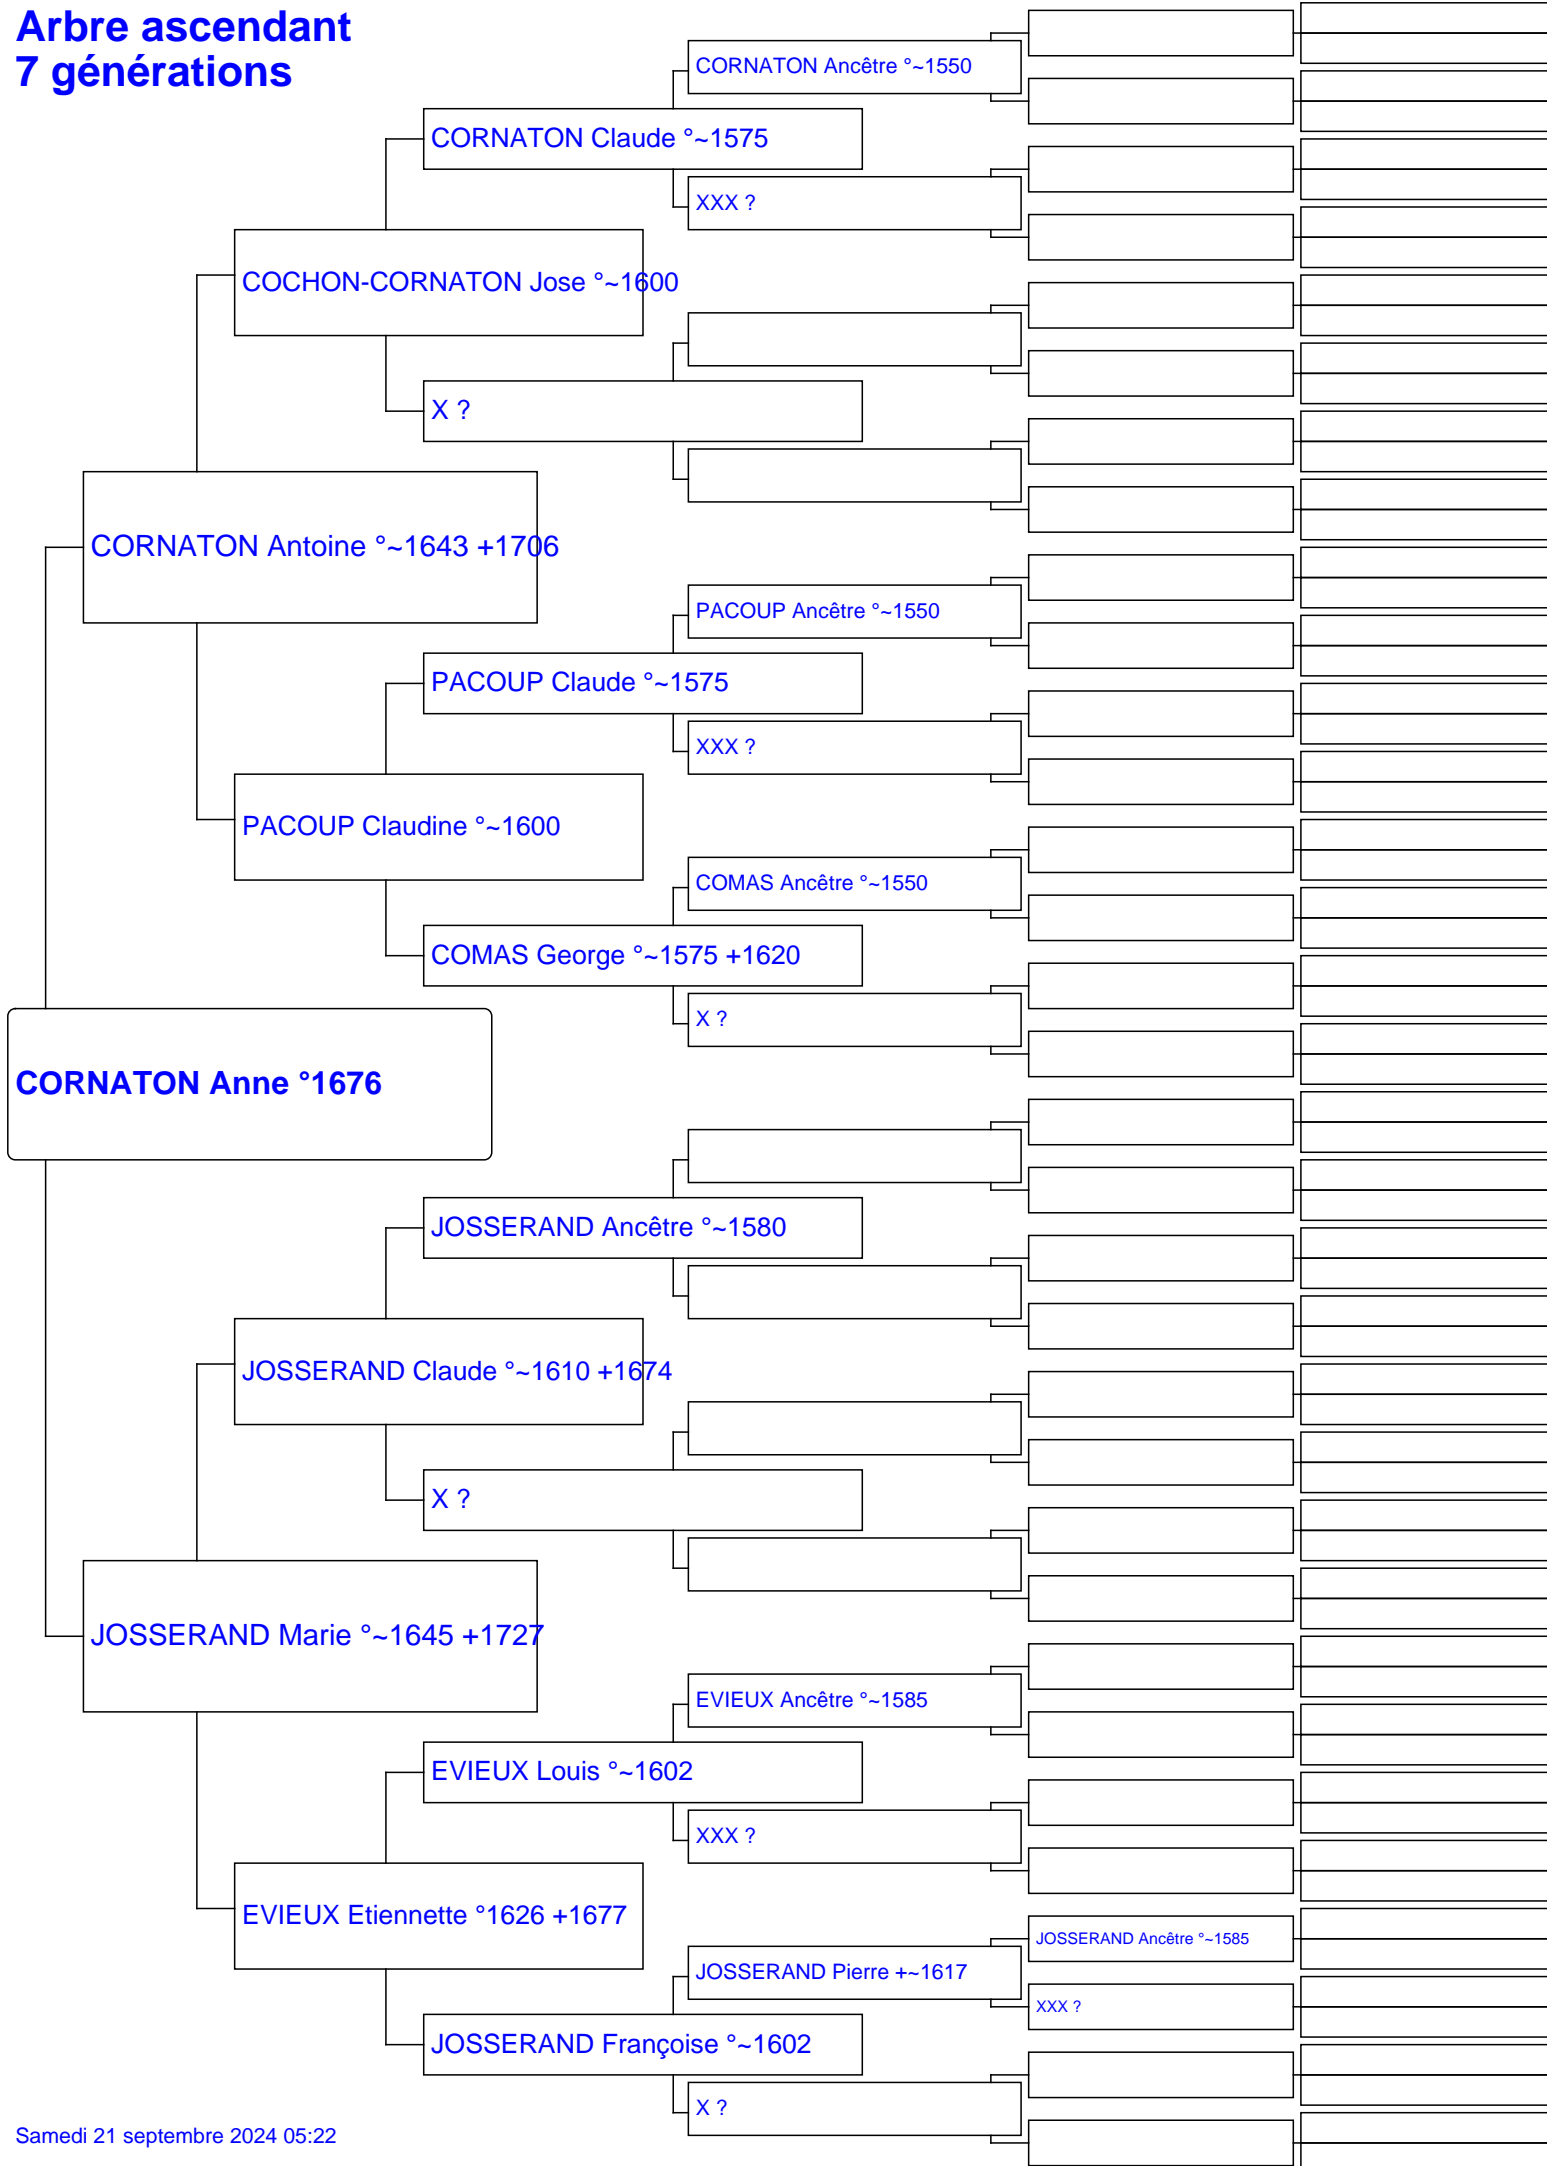 Arbre ascendant
7 générations
CORNATON Ancêtre °~1550
CORNATON Claude °~1575
XXX ?
COCHON-CORNATON Jose °~1600
X ?
CORNATON Antoine °~1643 +1706
PACOUP Ancêtre °~1550
PACOUP Claude °~1575
XXX ?
PACOUP Claudine °~1600
COMAS Ancêtre °~1550
COMAS George °~1575 +1620
X ?
CORNATON Anne °1676
JOSSERAND Ancêtre °~1580
JOSSERAND Claude °~1610 +1674
X ?
JOSSERAND Marie °~1645 +1727
EVIEUX Ancêtre °~1585
EVIEUX Louis °~1602
XXX ?
EVIEUX Etiennette °1626 +1677
JOSSERAND Ancêtre °~1585
JOSSERAND Pierre +~1617
XXX ?
JOSSERAND Françoise °~1602
X ?
Samedi 21 septembre 2024 05:22